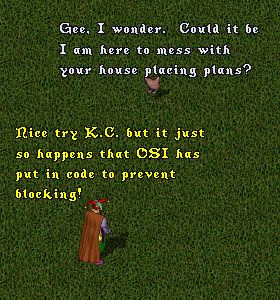 Gee, I wonder. Could it be
I am here to mess with
your house placing plans?
Nice try K.C. but it just
so happens that OSI has
put in code to prevent
blocking!